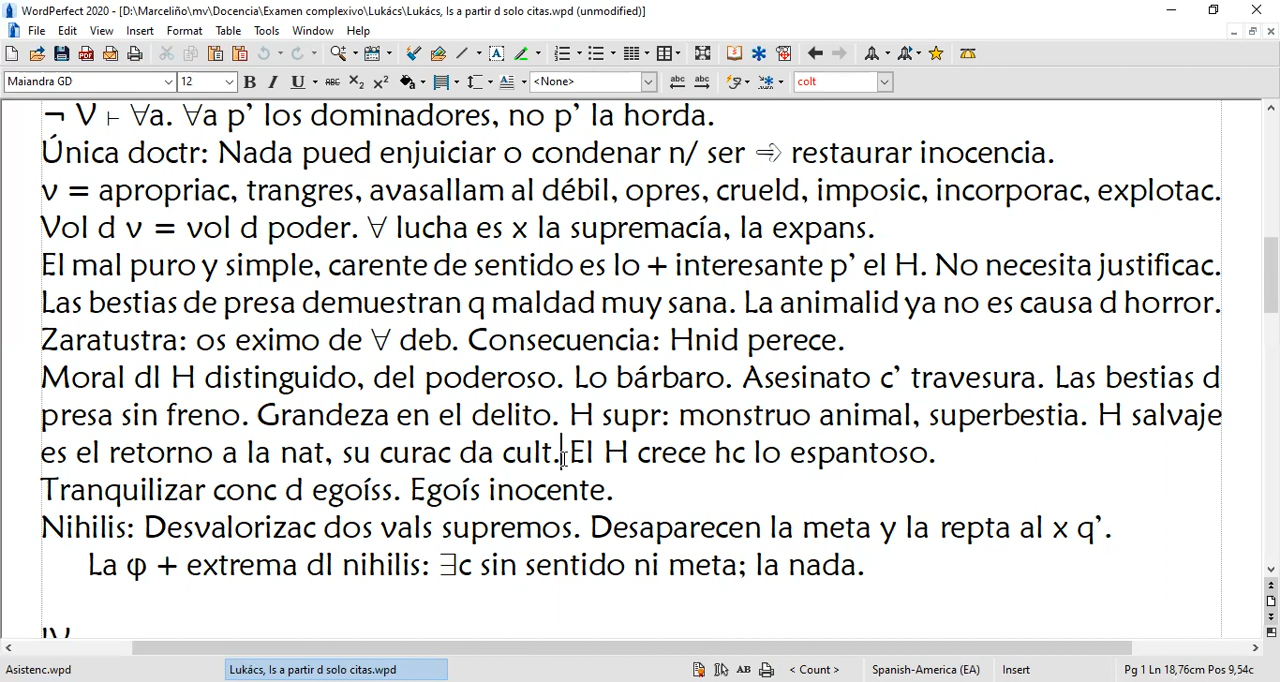 WordPerfect 2020 - [D:\Marceliño\mv\Docencia\Examen complexivo\Lukács\Lukács, Is a partir d solo citas.wpd (unmodified)]
File Edit View Insert Format Table Tools Window Help
Maiandra GD 12 B I U ABC X₂ X² <None> abc abc colt
¬ V ⊢ ∀a. ∀a p’ los dominadores, no p’ la horda.
Única doctr: Nada pued enjuiciar o condenar n/ ser ⇨ restaurar inocencia.
ν = apropriac, trangres, avasallam al débil, opres, crueld, imposic, incorporac, explotac.
Vol d ν = vol d poder. ∀ lucha es x la supremacía, la expans.
El mal puro y simple, carente de sentido es lo + interesante p’ el H. No necesita justificac.
Las bestias de presa demuestran q maldad muy sana. La animalid ya no es causa d horror.
Zaratustra: os eximo de ∀ deb. Consecuencia: Hnid perece.
Moral dl H distinguido, del poderoso. Lo bárbaro. Asesinato c’ travesura. Las bestias d
presa sin freno. Grandeza en el delito. H supr: monstruo animal, superbestia. H salvaje
es el retorno a la nat, su curac da cult. El H crece hc lo espantoso.
Tranquilizar conc d egoíss. Egoís inocente.
Nihilis: Desvalorizac dos vals supremos. Desaparecen la meta y la repta al x q’.
La φ + extrema dl nihilis: ∃c sin sentido ni meta; la nada.
IV
Asistenc.wpd Lukács, Is a partir d solo citas.wpd AB < Count > Spanish-America (EA) Insert Pg 1 Ln 18,76cm Pos 9,54c